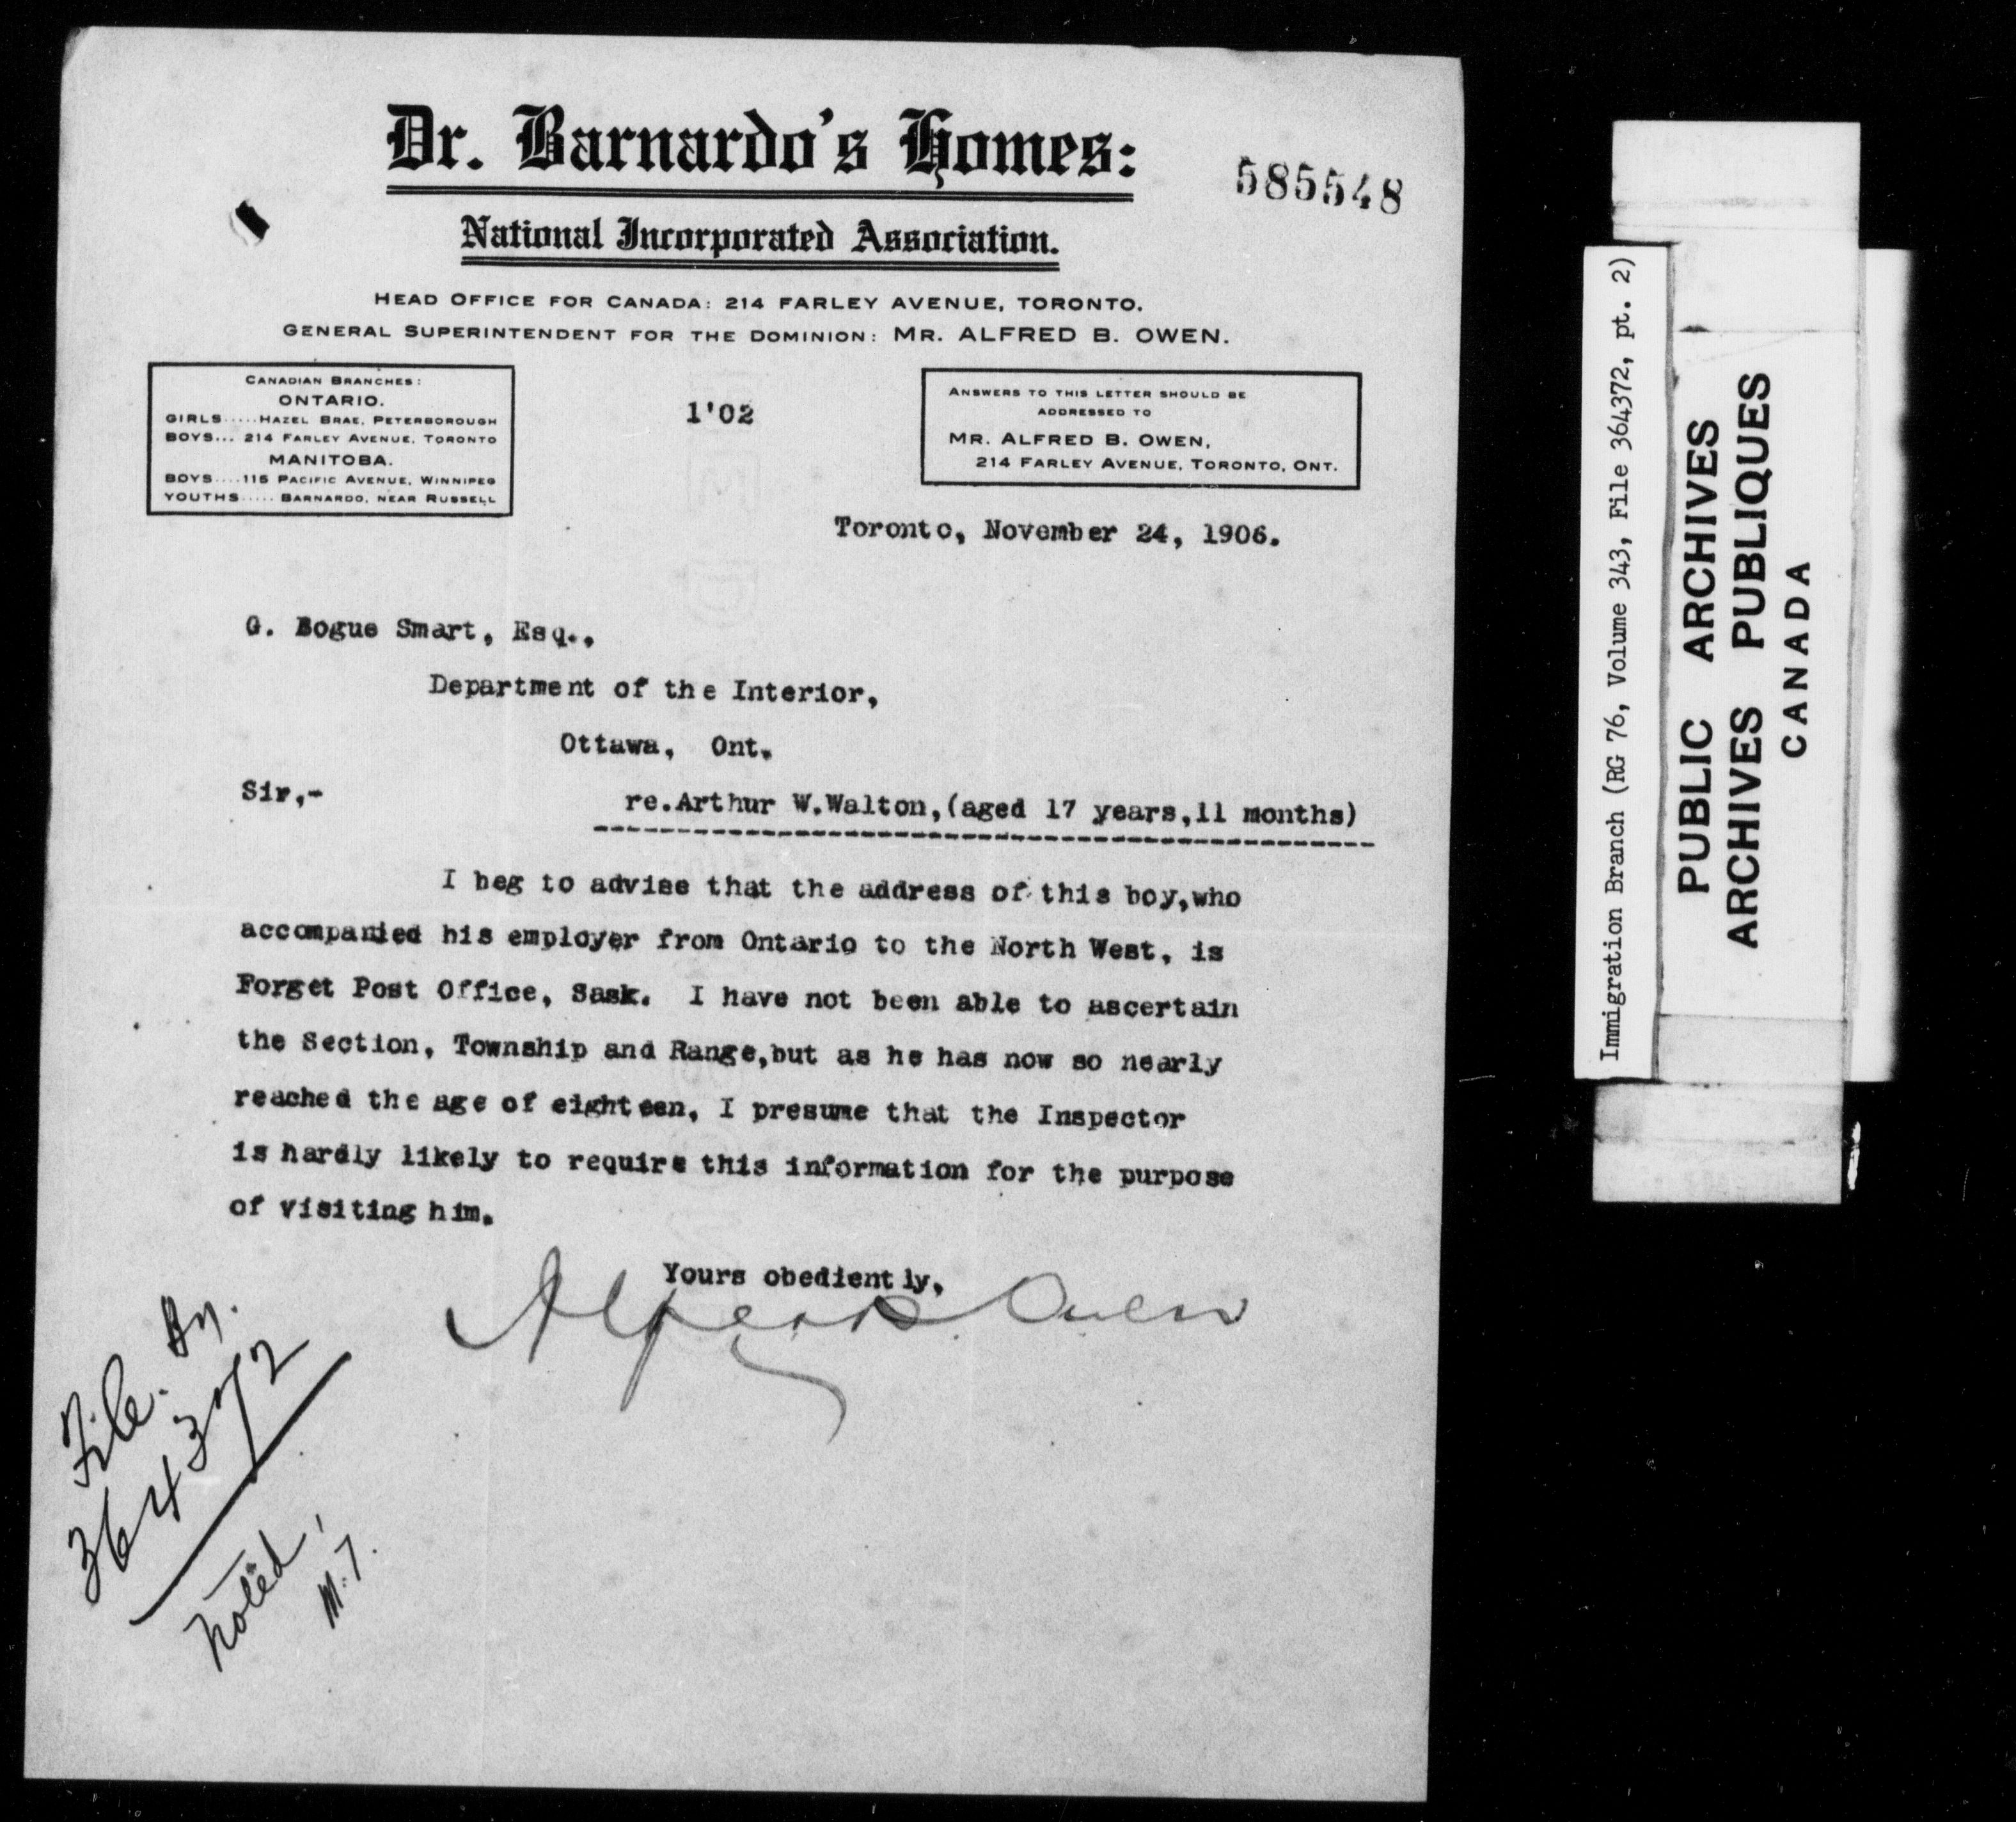 Dr. Barnardo's Homes:
585548
National Incorporated Association.
HEAD OFFICE FOR CANADA: 214 FARLEY AVENUE, TORONTO.
GENERAL SUPERINTENDENT FOR THE DOMINION: MR. ALFRED B. OWEN.
CANADIAN BRANCHES:
ONTARIO.
GIRLS.....HAZEL BRAE, PETERBOROUGH
BOYS... 214 FARLEY AVENUE, TORONTO
MANITOBA.
BOYS....115 PACIFIC AVENUE, WINNIPEG
YOUTHS..... BARNARDO, NEAR RUSSELL
1'02
ANSWERS TO THIS LETTER SHOULD BE
ADDRESSED TO
MR. ALFRED B. OWEN,
214 FARLEY AVENUE, TORONTO, ONT.
Toronto, November 24, 1906.
G. Bogue Smart, Esq.,
Department of the Interior,
Ottawa, Ont.
Sir,-
re.Arthur W.Walton,(aged 17 years,11 months)
I beg to advise that the address of this boy,who
accompanied his employer from Ontario to the North West, is
Forget Post Office, Sask. I have not been able to ascertain
the Section, Township and Range,but as he has now so nearly
reached the age of eighteen, I presume that the Inspector
is hardly likely to require this information for the purpose
of visiting him.
Yours obediently,
Alfred B. Owen
File.
364372
Noted
Immigration Branch (RG 76, Volume 343, File 364372, pt. 2)
PUBLIC ARCHIVES
ARCHIVES PUBLIQUES
CANADA